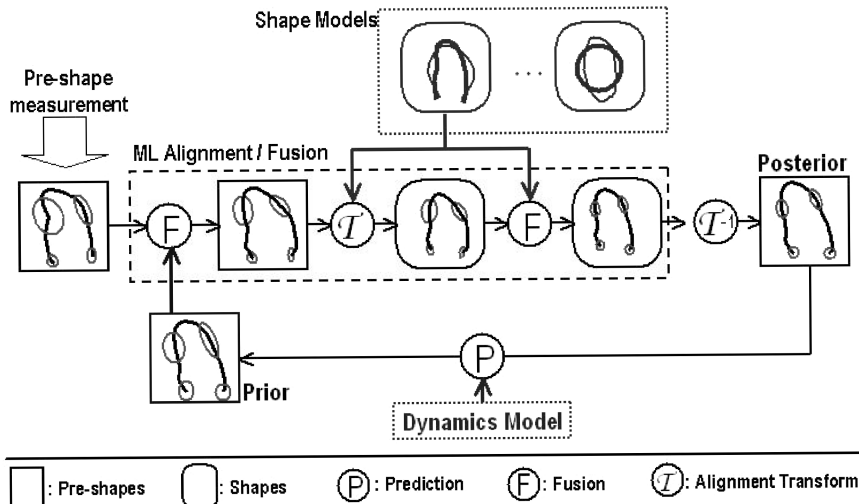 Shape Models
Pre-shape
measurement
. . .
ML Alignment / Fusion
Posterior
F
T
F
T-1
Prior
P
Dynamics Model
: Pre-shapes
: Shapes
P : Prediction
F : Fusion
T : Alignment Transform